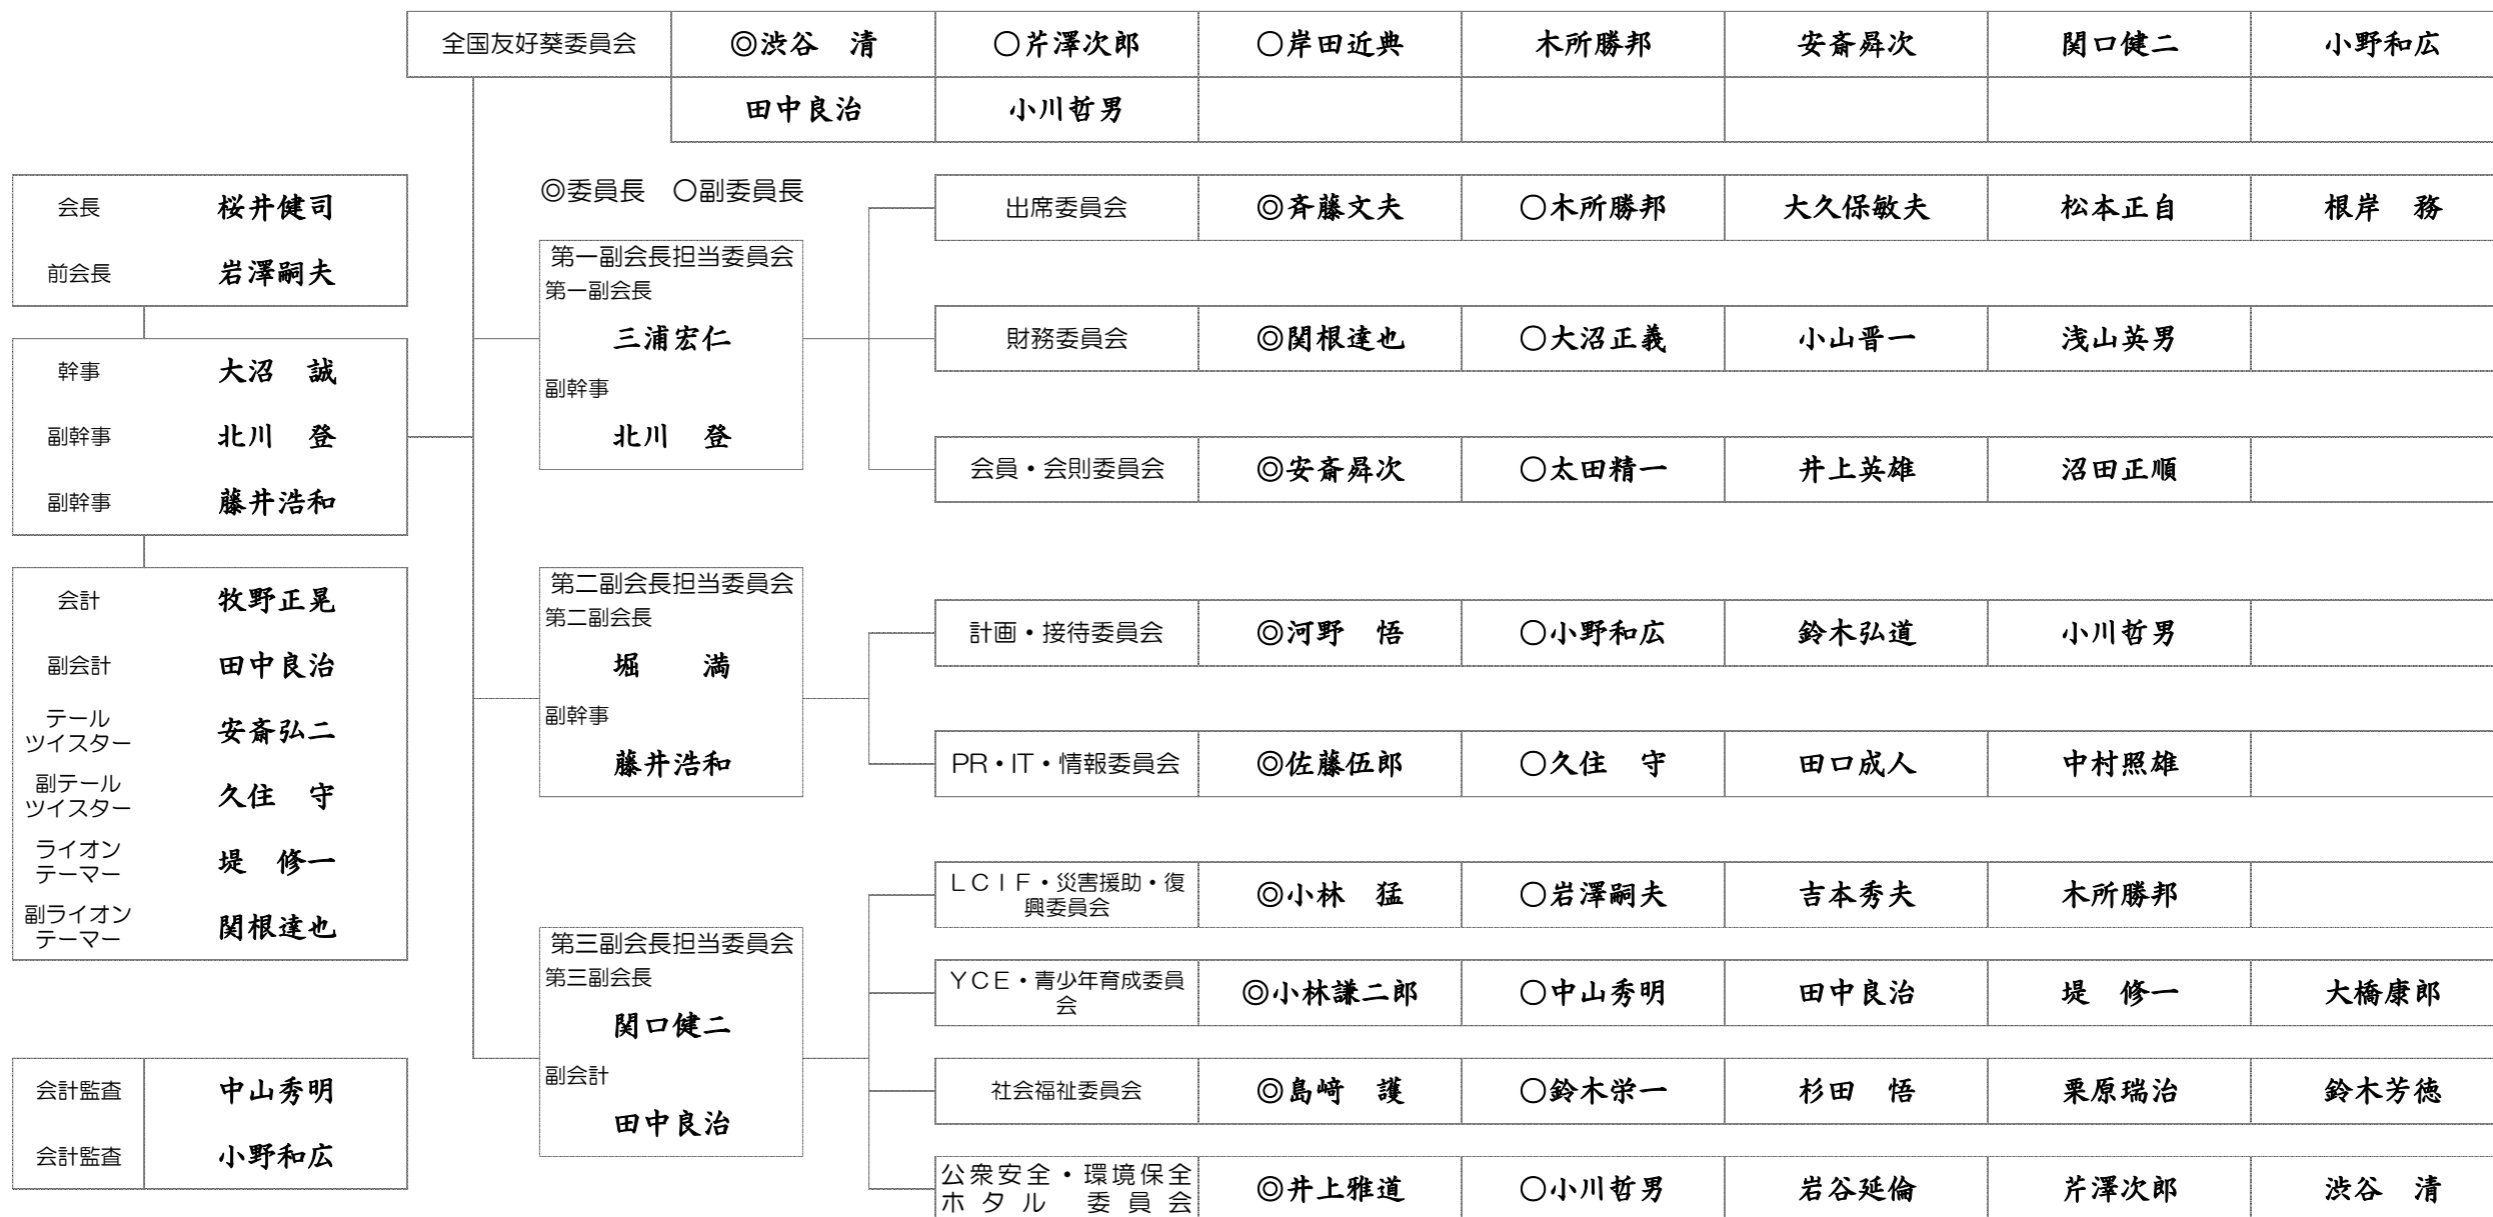 全国友好葵委員会 ◎渋谷　清 ○芹澤次郎 ○岸田近典 木所勝邦 安斎舜次 関口健二 小野和広
田中良治 小川哲男
会長 桜井健司
前会長 岩澤嗣夫
幹事 大沼　誠
副幹事 北川　登
副幹事 藤井浩和
会計 牧野正晃
副会計 田中良治
テール
ツイスター 安斎弘二
副テール
ツイスター 久住　守
ライオン
テーマー 堤　修一
副ライオン
テーマー 関根達也
会計監査 中山秀明
会計監査 小野和広
◎委員長　○副委員長
第一副会長担当委員会
第一副会長
三浦宏仁
副幹事
北川　登
出席委員会 ◎斉藤文夫 ○木所勝邦 大久保敏夫 松本正自 根岸　務
財務委員会 ◎関根達也 ○大沼正義 小山晋一 浅山英男
会員・会則委員会 ◎安斎舜次 ○太田精一 井上英雄 沼田正順
第二副会長担当委員会
第二副会長
堀　　満
副幹事
藤井浩和
計画・接待委員会 ◎河野　悟 ○小野和広 鈴木弘道 小川哲男
PR・IT・情報委員会 ◎佐藤伍郎 ○久住　守 田口成人 中村照雄
第三副会長担当委員会
第三副会長
関口健二
副会計
田中良治
ＬＣＩＦ・災害援助・復
興委員会 ◎小林　猛 ○岩澤嗣夫 吉本秀夫 木所勝邦
ＹＣＥ・青少年育成委員
会 ◎小林謙二郎 ○中山秀明 田中良治 堤　修一 大橋康郎
社会福祉委員会 ◎島﨑　護 ○鈴木栄一 杉田　悟 栗原瑞治 鈴木芳徳
公衆安全・環境保全
ホタル　委員会 ◎井上雅道 ○小川哲男 岩谷延倫 芹澤次郎 渋谷　清